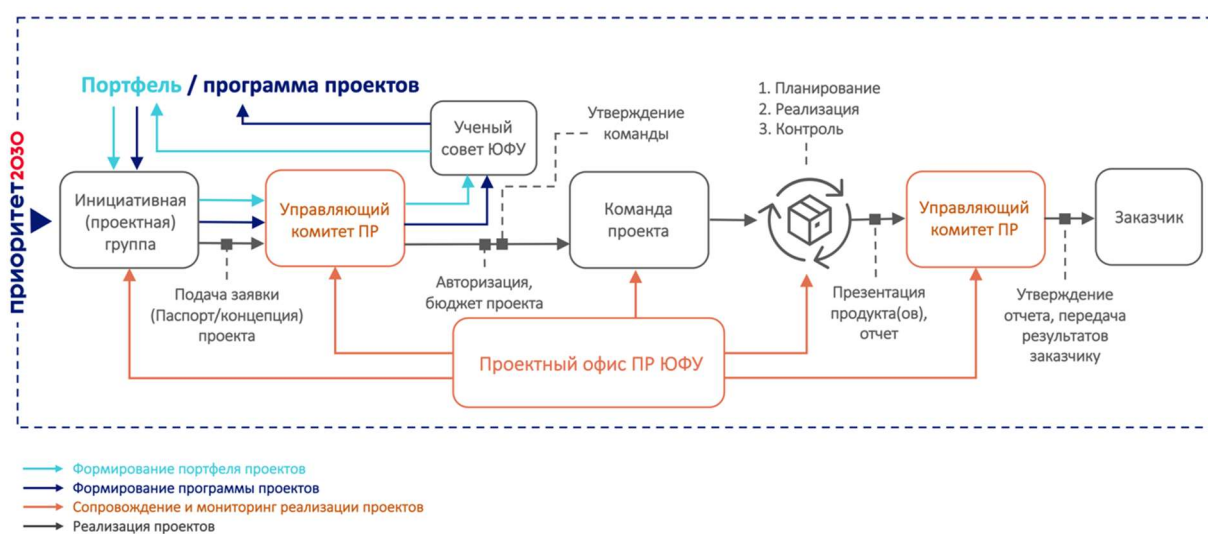 приоритет2030
Портфель / программа проектов
Ученый
совет ЮФУ
Утверждение
команды
1. Планирование
2. Реализация
3. Контроль
Инициативная
(проектная)
группа
Управляющий
комитет ПР
Команда
проекта
Управляющий
комитет ПР
Заказчик
Подача заявки
(Паспорт/концепция)
проекта
Авторизация,
бюджет проекта
Презентация
продукта(ов),
отчет
Утверждение
отчета, передача
результатов
заказчику
Проектный офис ПР ЮФУ
Формирование портфеля проектов
Формирование программы проектов
Сопровождение и мониторинг реализации проектов
Реализация проектов